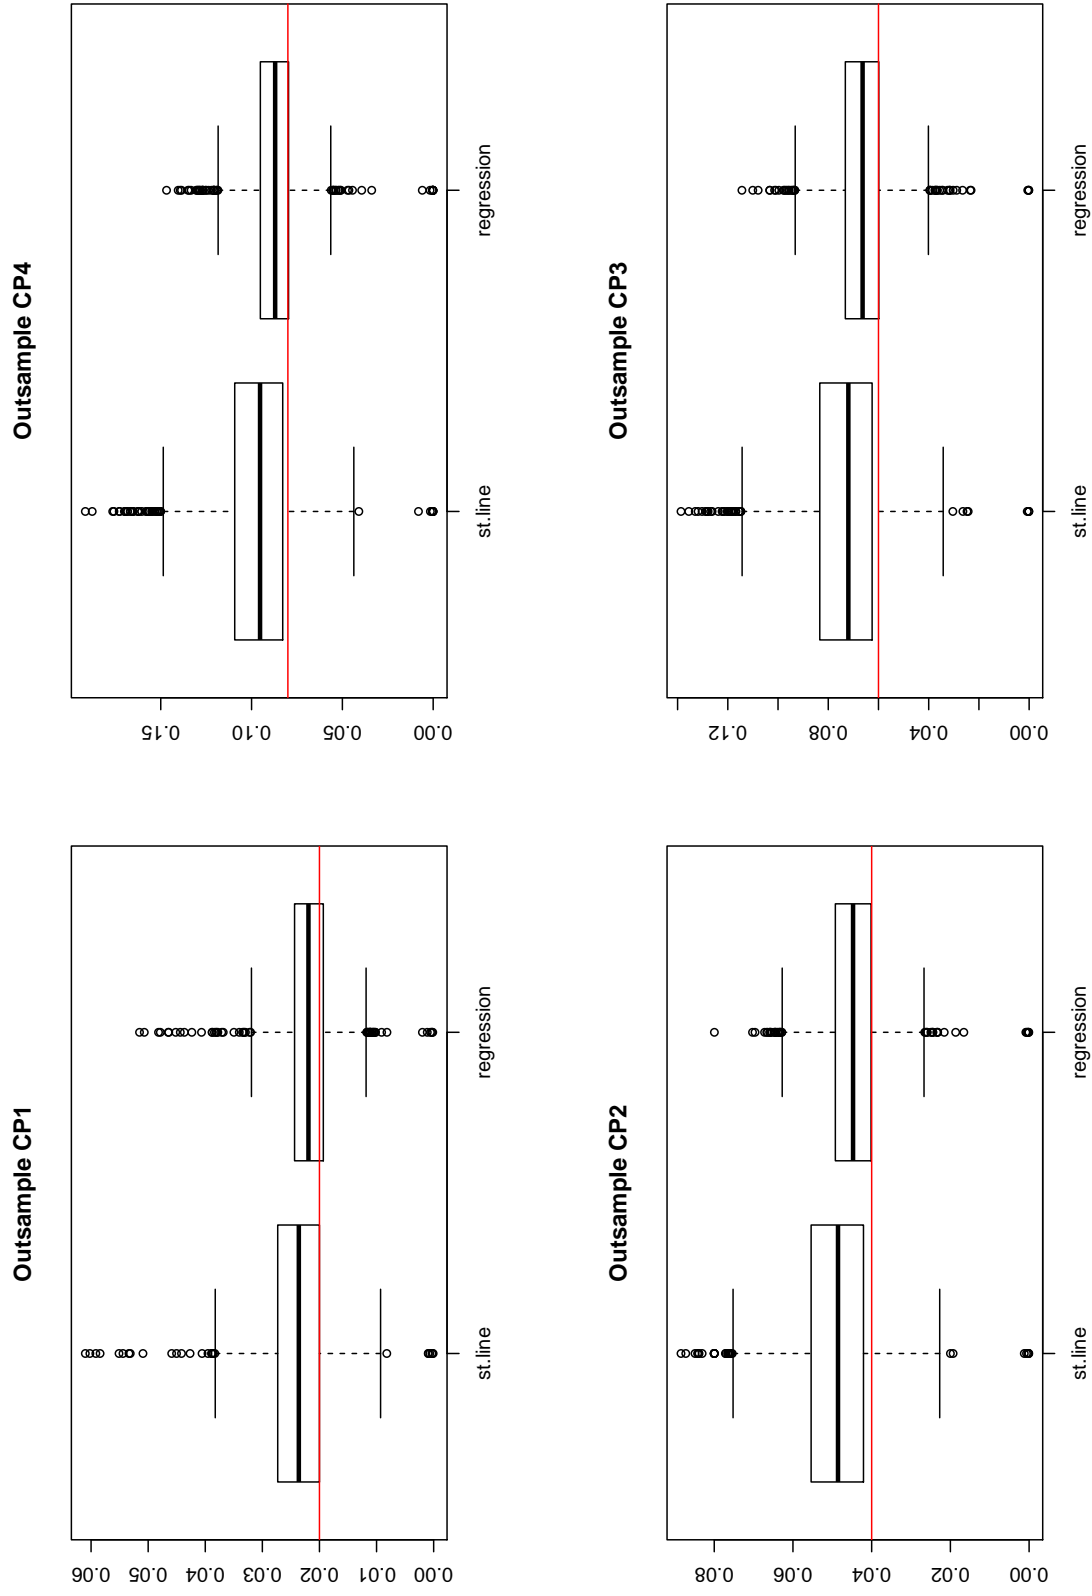 Outsample CP1
0.06
0.05
0.04
0.03
0.02
0.01
0.00
st.line
regression
Outsample CP4
0.15
0.10
0.05
0.00
st.line
regression
Outsample CP2
0.08
0.06
0.04
0.02
0.00
st.line
regression
Outsample CP3
0.12
0.08
0.04
0.00
st.line
regression